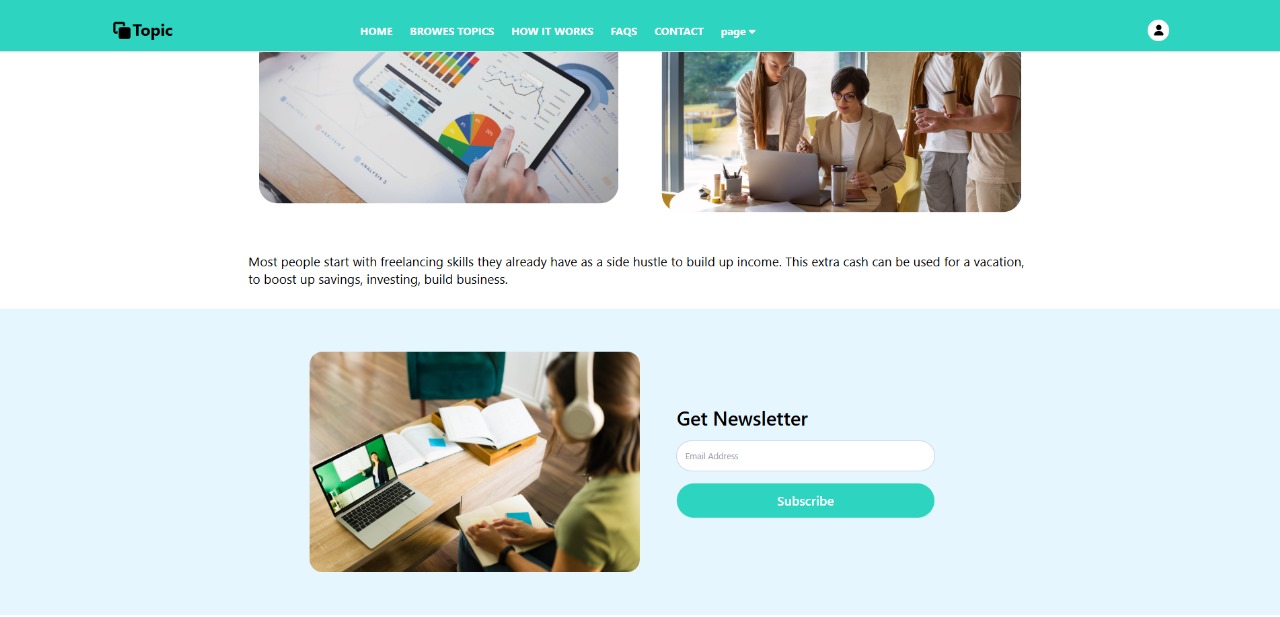 Topic
HOME
BROWES TOPICS
HOW IT WORKS
FAQS
CONTACT
page
ANALYSIS 2
Most people start with freelancing skills they already have as a side hustle to build up income. This extra cash can be used for a vacation,
to boost up savings, investing, build business.
Get Newsletter
Email Address
Subscribe